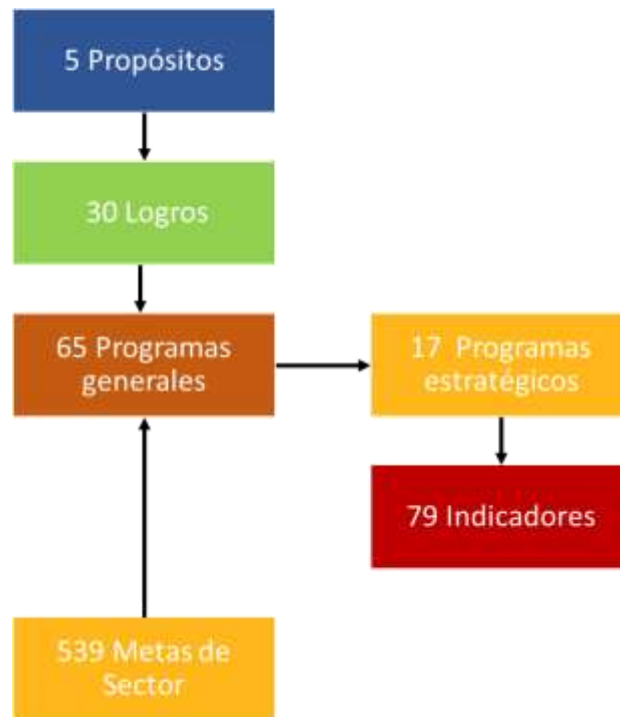 5 Propósitos
30 Logros
65 Programas
generales
17 Programas
estratégicos
79 Indicadores
539 Metas de
Sector